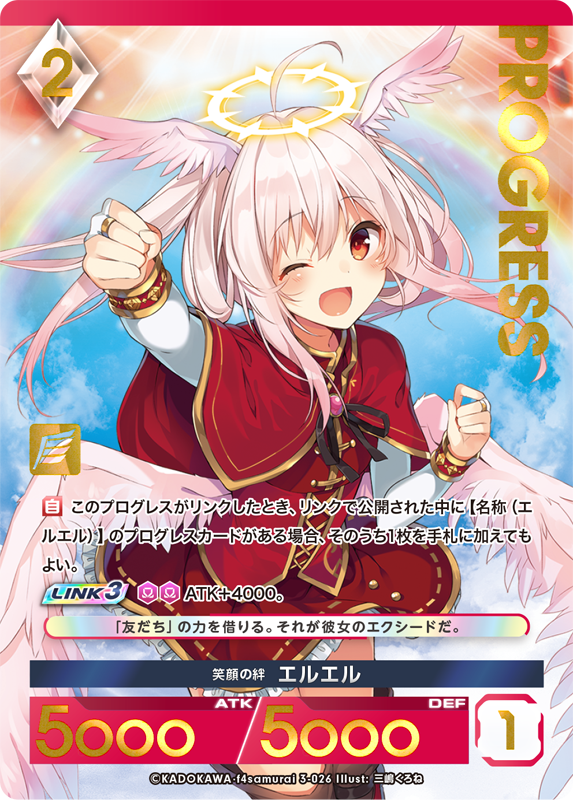 2
PROGRESS
自 このプログレスがリンクしたとき、リンクで公開された中に【名称（エ
ルエル）】のプログレスカードがある場合、そのうち1枚を手札に加えても
よい。
LINK 3 ΩΩ ATK+4000。
「友だち」の力を借りる。それが彼女のエクシードだ。
笑顔の絆 エルエル
ATK DEF
5000 5000 1
©KADOKAWA・f4samurai 3-026 Illust: 三嶋くろね